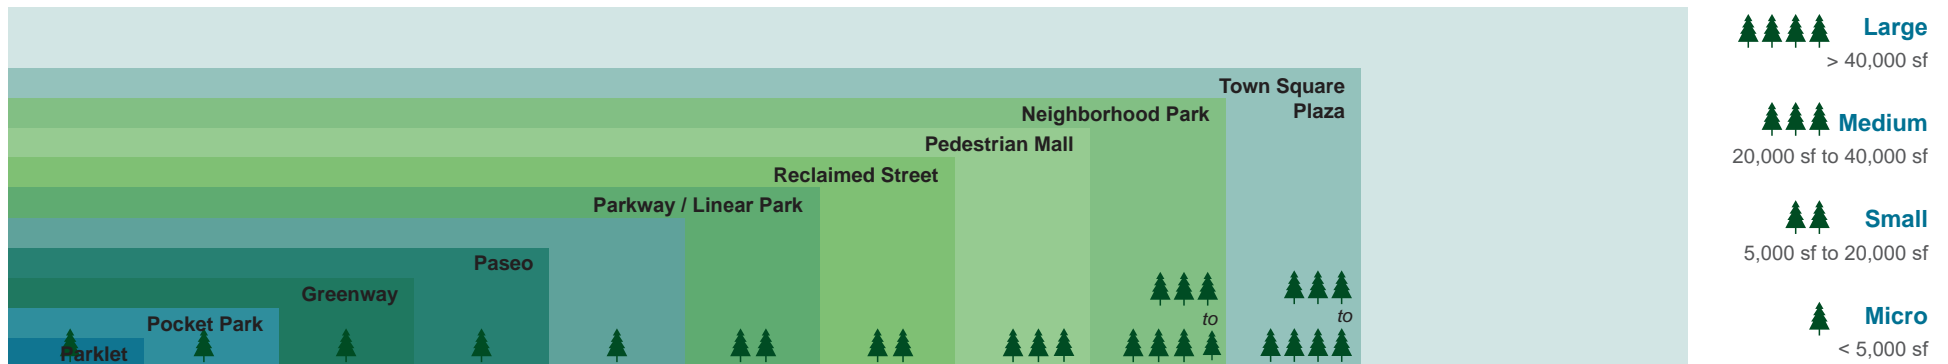 Town Square
Plaza
Neighborhood Park
Pedestrian Mall
Reclaimed Street
Parkway / Linear Park
Paseo
Greenway
Pocket Park
Parklet
to
to
Large
> 40,000 sf
Medium
20,000 sf to 40,000 sf
Small
5,000 sf to 20,000 sf
Micro
< 5,000 sf